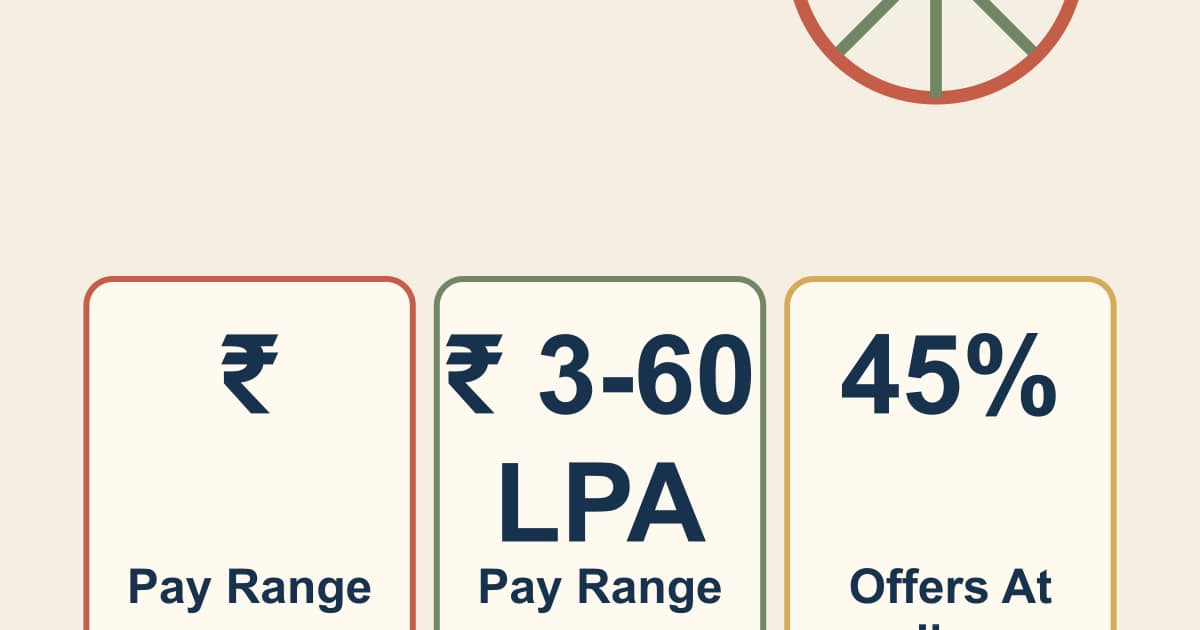 ₹
Pay Range
₹ 3-60
LPA
Pay Range
45%
Offers At